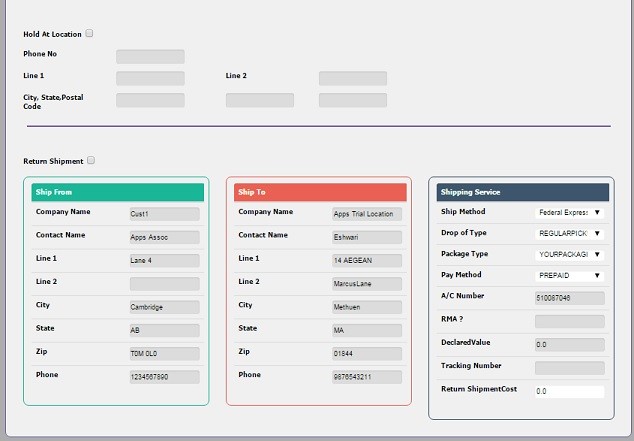 Hold At Location
Phone No
Line 1 Line 2
City, State,Postal
Code
Return Shipment
Ship From
Company Name Cust1
Contact Name Apps Assoc
Line 1 Lane 4
Line 2
City Cambridge
State AB
Zip T0M 0L0
Phone 1234567890
Ship To
Company Name Apps Trial Location
Contact Name Eshwari
Line 1 14 AEGEAN
Line 2 MarcusLane
City Methuen
State MA
Zip 01844
Phone 9876543211
Shipping Service
Ship Method Federal Expres
Drop of Type REGULARPICK
Package Type YOURPACKAGI
Pay Method PREPAID
A/C Number 510087046
RMA ?
DeclaredValue 0.0
Tracking Number
Return ShipmentCost 0.0